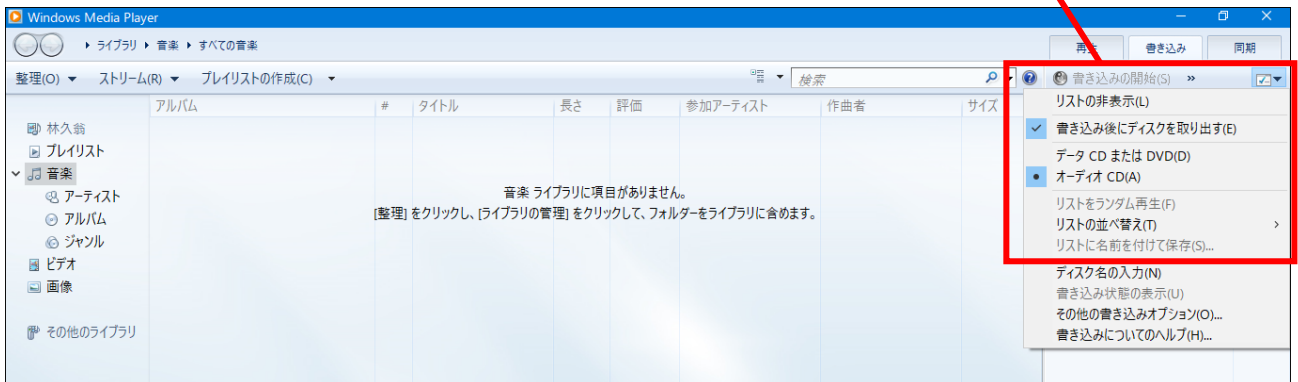 Windows Media Player
ライブラリ 音楽 すべての音楽
再生 書き込み 同期
整理(O) ストリーム(R) プレイリストの作成(C) 検索 書き込みの開始(S) »
アルバム # タイトル 長さ 評価 参加アーティスト 作曲者 サイズ
林久翁
プレイリスト
音楽
アーティスト
アルバム
ジャンル
ビデオ
画像
その他のライブラリ
音楽 ライブラリに項目がありません。
[整理] をクリックし、[ライブラリの管理] をクリックして、フォルダーをライブラリに含めます。
リストの非表示(L)
書き込み後にディスクを取り出す(E)
データ CD または DVD(D)
オーディオ CD(A)
リストをランダム再生(F)
リストの並べ替え(T)
リストに名前を付けて保存(S)...
ディスク名の入力(N)
書き込み状態の表示(U)
その他の書き込みオプション(O)...
書き込みについてのヘルプ(H)...